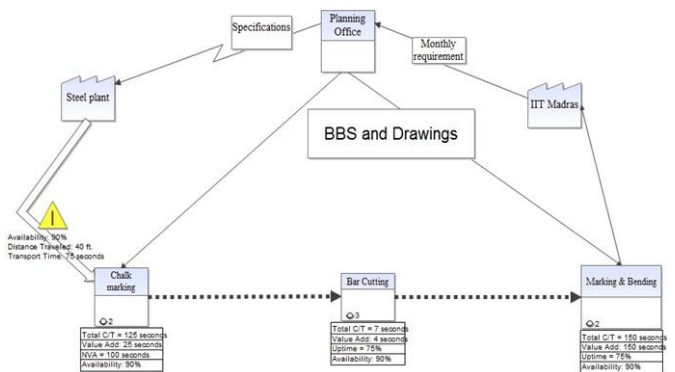 Planning
Office
Specifications
Monthly
requirement
Steel plant
IIT Madras
BBS and Drawings
I
Availability: 90%
Distance Traveled: 40 ft.
Transport Time: 75 seconds
Chalk
marking
2
Total C/T = 125 seconds
Value Add: 25 seconds
NVA = 100 seconds
Availability: 90%
Bar Cutting
3
Total C/T = 7 seconds
Value Add: 4 seconds
Uptime = 75%
Availability: 90%
Marking & Bending
2
Total C/T = 150 seconds
Value Add: 150 seconds
Uptime = 75%
Availability: 90%